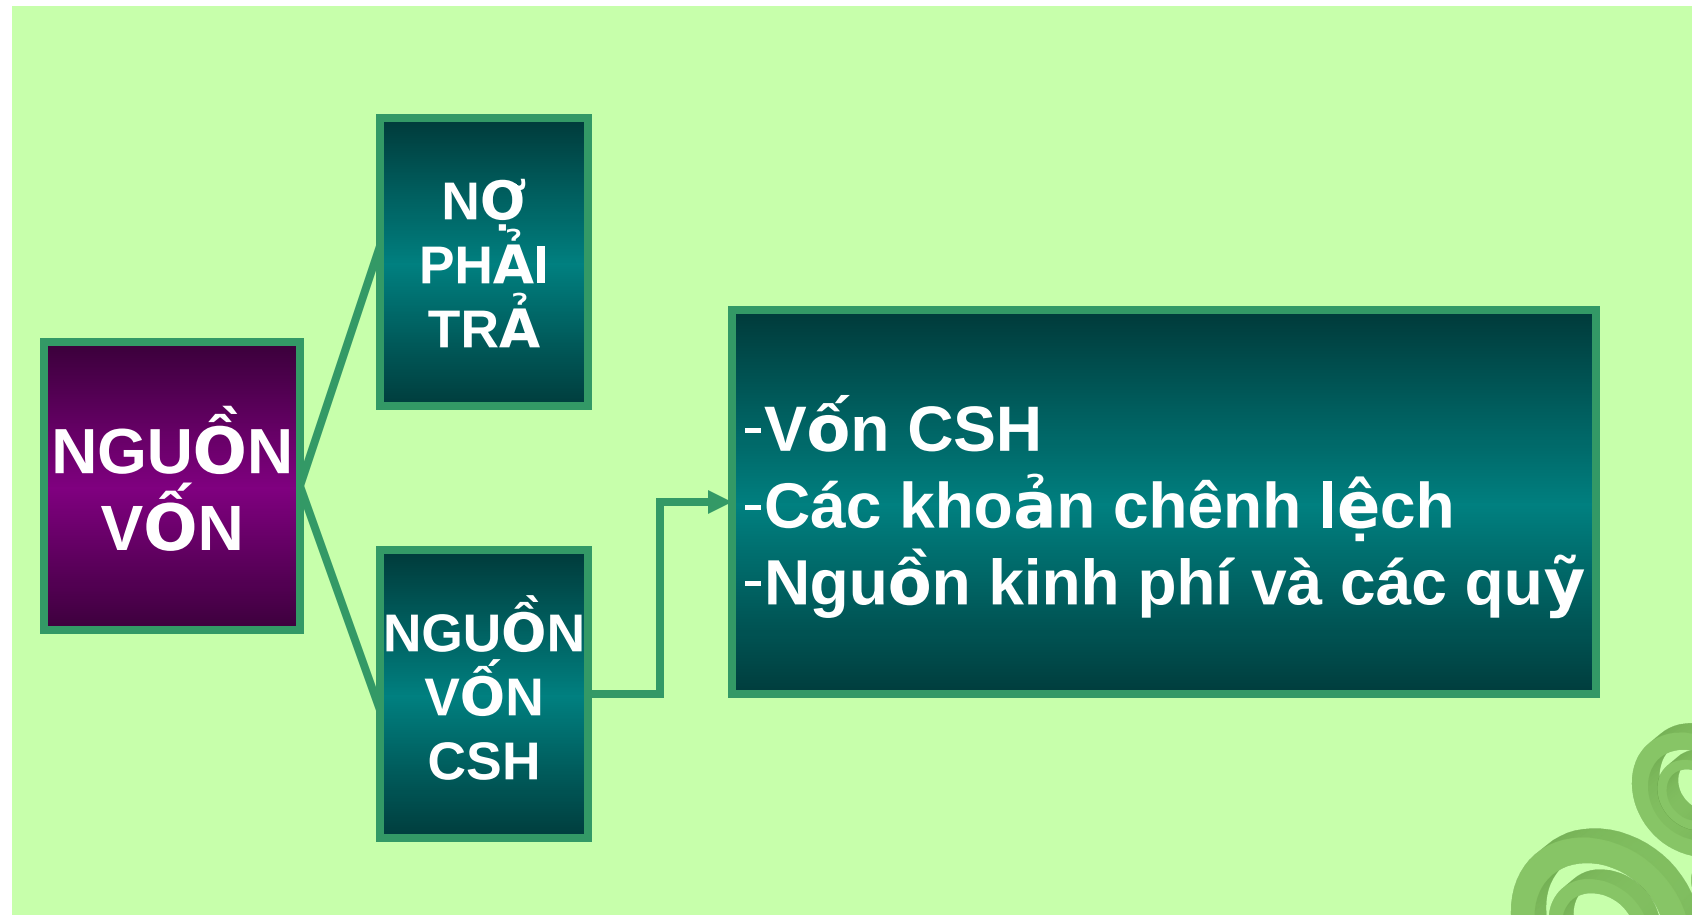 NGUỒN
VỐN
NỢ
PHẢI
TRẢ
NGUỒN
VỐN
CSH
-Vốn CSH
-Các khoản chênh lệch
-Nguồn kinh phí và các quỹ